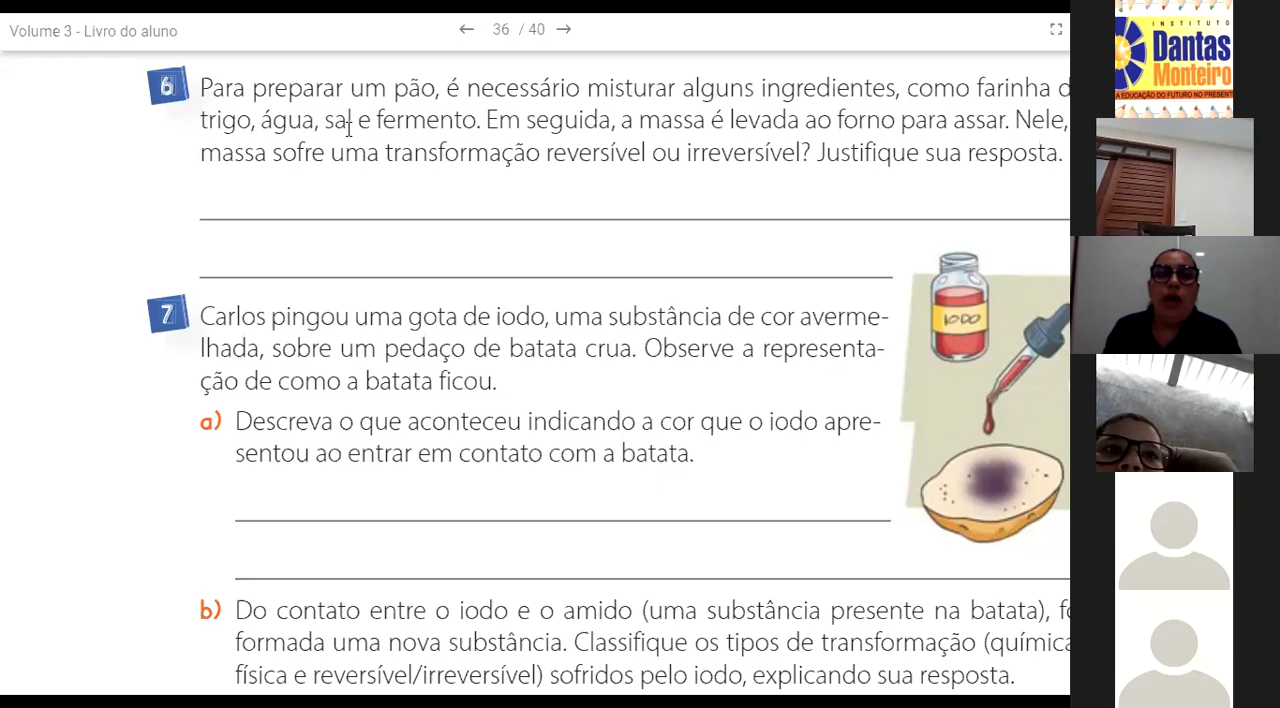 Volume 3 - Livro do aluno
← 36 / 40 →
6
Para preparar um pão, é necessário misturar alguns ingredientes, como farinha d
trigo, água, sal e fermento. Em seguida, a massa é levada ao forno para assar. Nele,
massa sofre uma transformação reversível ou irreversível? Justifique sua resposta.
7
Carlos pingou uma gota de iodo, uma substância de cor averme-
lhada, sobre um pedaço de batata crua. Observe a representa-
ção de como a batata ficou.
a) Descreva o que aconteceu indicando a cor que o iodo apre-
sentou ao entrar em contato com a batata.
IODO
b) Do contato entre o iodo e o amido (uma substância presente na batata), fo
formada uma nova substância. Classifique os tipos de transformação (química
física e reversível/irreversível) sofridos pelo iodo, explicando sua resposta.
INSTITUTO
Dantas
Monteiro
A EDUCAÇÃO DO FUTURO NO PRESENT